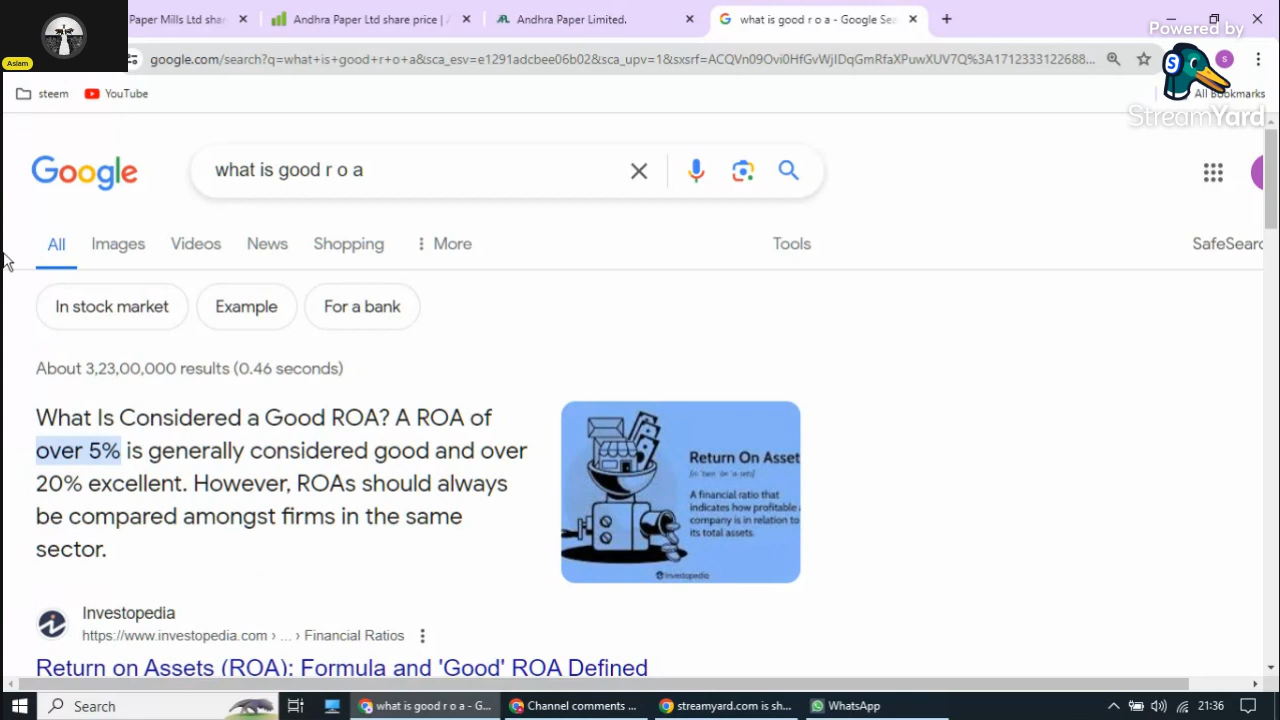 Paper Mills Ltd shar
Andhra Paper Ltd share price | A
Andhra Paper Limited.
what is good r o a - Google Sea
Powered by
StreamYard
Aslam
google.com/search?q=what+is+good+r+o+a&sca_esv=e1291adcbee06b02&sca_upv=1&sxsrf=ACQVn09Ovi0HfGvWjIDqGmRfaXPuwXUV7Q%3A1712333122688...
S
steem
YouTube
All Bookmarks
Google
what is good r o a
All
Images
Videos
News
Shopping
More
Tools
SafeSearc
In stock market
Example
For a bank
About 3,23,00,000 results (0.46 seconds)
What Is Considered a Good ROA? A ROA of
over 5% is generally considered good and over
20% excellent. However, ROAs should always
be compared amongst firms in the same
sector.
Return On Asset
A financial ratio that
indicates how profitable a
company is in relation to
its total assets.
Investopedia
Investopedia
https://www.investopedia.com › ... › Financial Ratios
Return on Assets (ROA): Formula and 'Good' ROA Defined
Search
what is good r o a - G...
Channel comments ...
streamyard.com is sh...
WhatsApp
21:36